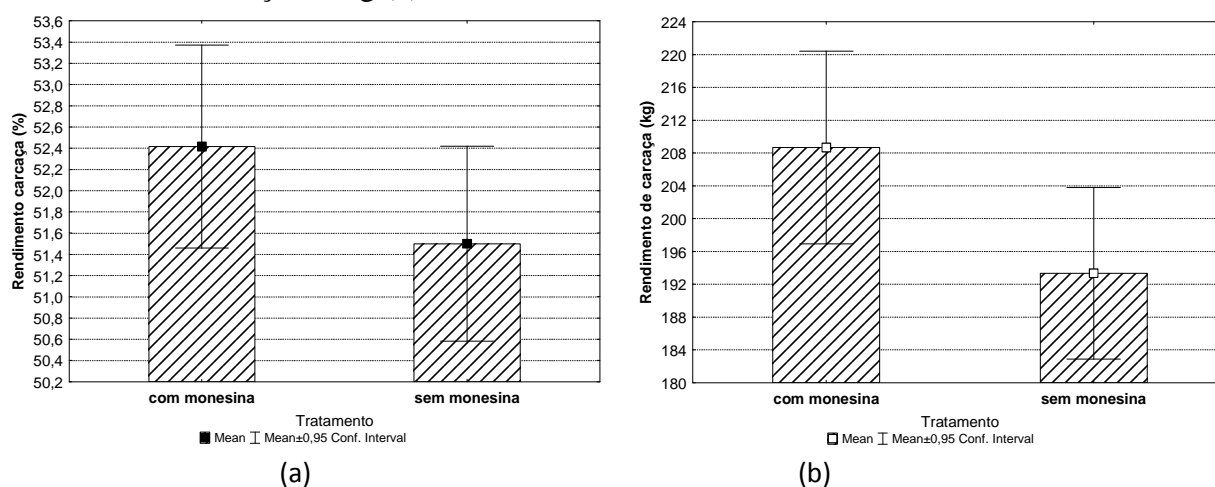 Rendimento carcaça (%)
53,6
53,4
53,2
53,0
52,8
52,6
52,4
52,2
52,0
51,8
51,6
51,4
51,2
51,0
50,8
50,6
50,4
50,2
com monesina
sem monesina
Tratamento
Mean Mean±0,95 Conf. Interval
(a)
Rendimento de carcaça (kg)
224
220
216
212
208
204
200
196
192
188
184
180
com monesina
sem monesina
Tratamento
Mean Mean±0,95 Conf. Interval
(b)